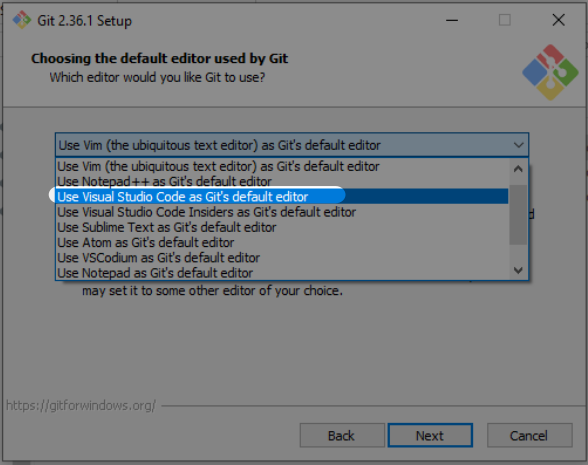 Git 2.36.1 Setup
Choosing the default editor used by Git
Which editor would you like Git to use?
Use Vim (the ubiquitous text editor) as Git's default editor
Use Vim (the ubiquitous text editor) as Git's default editor
Use Notepad++ as Git's default editor
Use Visual Studio Code as Git's default editor
Use Visual Studio Code Insiders as Git's default editor
Use Sublime Text as Git's default editor
Use Atom as Git's default editor
Use VSCodium as Git's default editor
Use Notepad as Git's default editor
may set it to some other editor of your choice.
https://gitforwindows.org/
Back Next Cancel